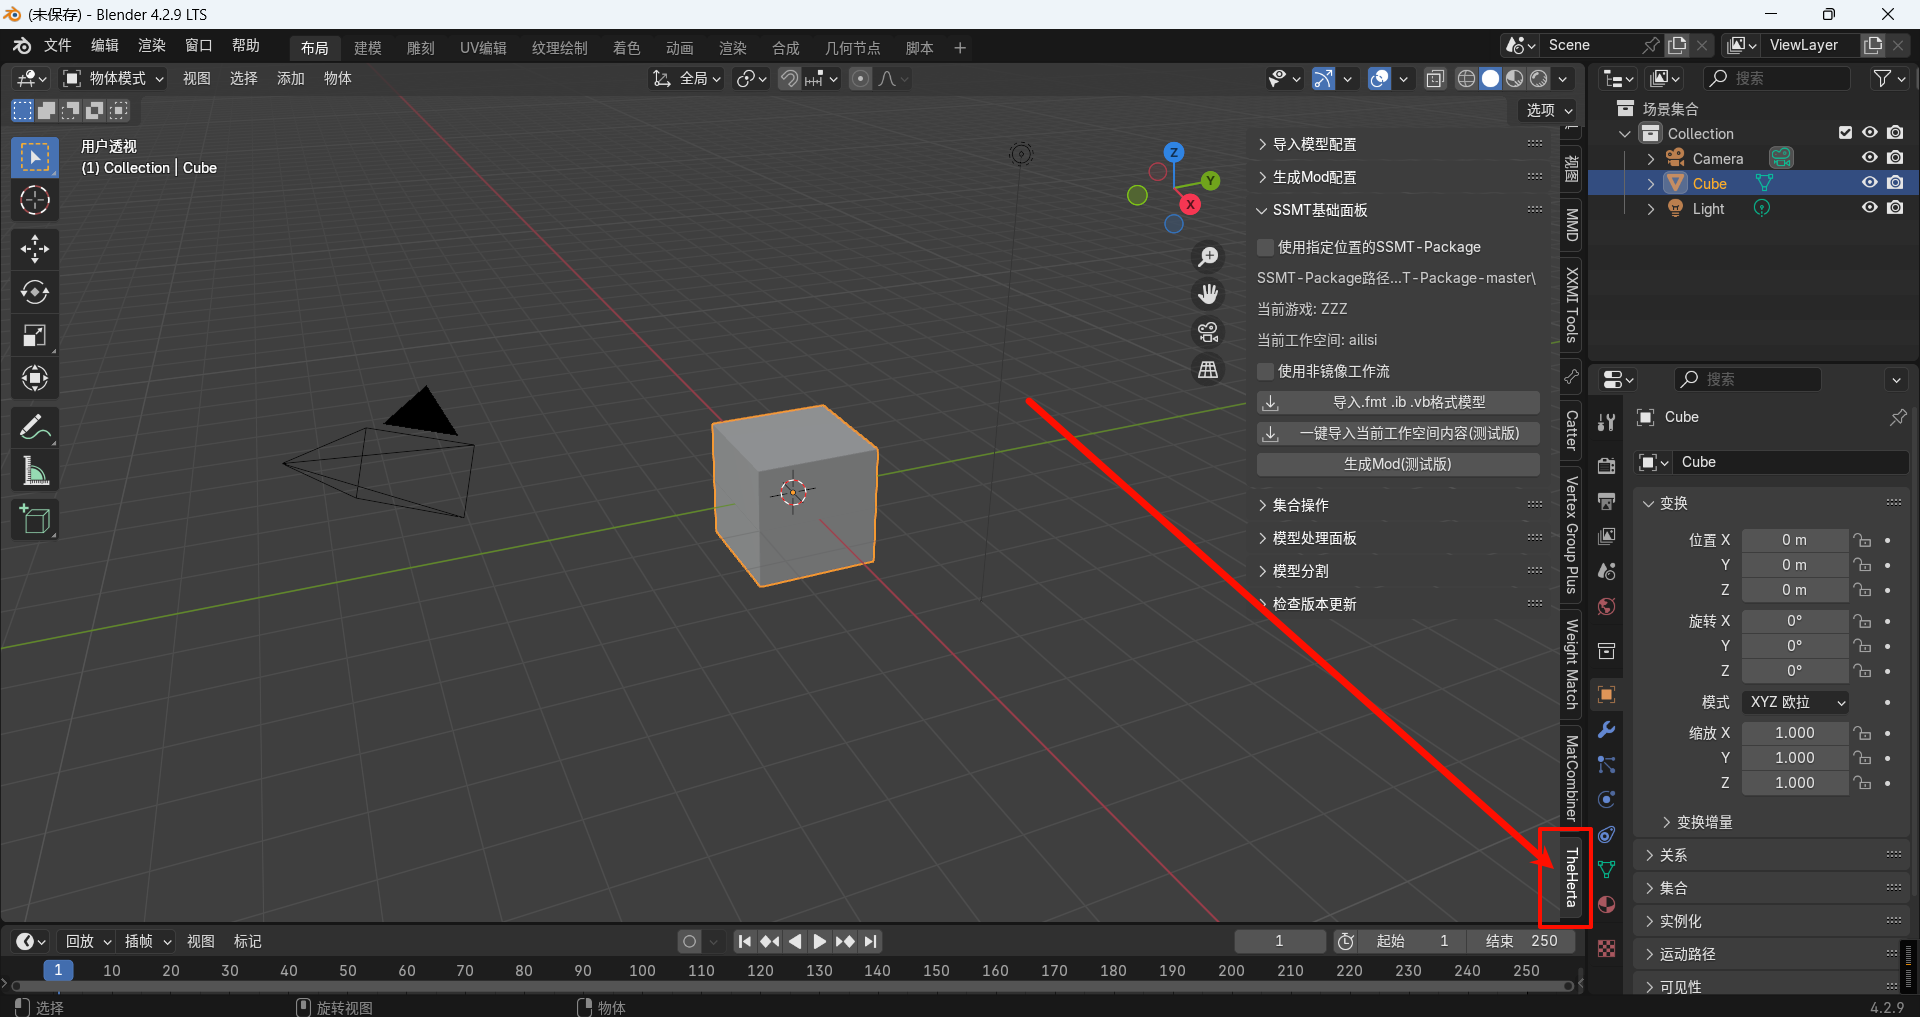 (未保存) - Blender 4.2.9 LTS
文件 编辑 渲染 窗口 帮助 布局 建模 雕刻 UV编辑 纹理绘制 着色 动画 渲染 合成 几何节点 脚本 Scene ViewLayer
物体模式 视图 选择 添加 物体 全局 搜索
选项
用户透视
(1) Collection | Cube
Z
Y
X
导入模型配置
生成Mod配置
SSMT基础面板
使用指定位置的SSMT-Package
SSMT-Package路径...T-Package-master\
当前游戏: ZZZ
当前工作空间: ailisi
使用非镜像工作流
导入.fmt .ib .vb格式模型
一键导入当前工作空间内容(测试版)
生成Mod(测试版)
集合操作
模型处理面板
模型分割
检查版本更新
视图
MMD
XXMI Tools
Catter
Vertex Group Plus
Weight Match
MatCombiner
TheHerta
场景集合
Collection
Camera
Cube
Light
搜索
Cube
Cube
变换
位置 X 0 m
Y 0 m
Z 0 m
旋转 X 0°
Y 0°
Z 0°
模式 XYZ 欧拉
缩放 X 1.000
Y 1.000
Z 1.000
变换增量
关系
集合
实例化
运动路径
可见性
回放 插帧 视图 标记 1 起始 1 结束 250
1 10 20 30 40 50 60 70 80 90 100 110 120 130 140 150 160 170 180 190 200 210 220 230 240 250
选择 旋转视图 物体 4.2.9